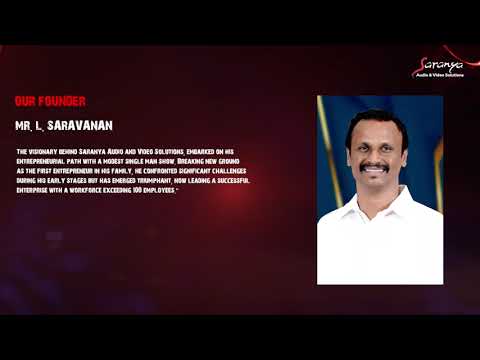 Saranya
Audio & Video Solutions
OUR FOUNDER
MR. L. SARAVANAN
THE VISIONARY BEHIND SARANYA AUDIO AND VIDEO SOLUTIONS, EMBARKED ON HIS
ENTREPRENEURIAL PATH WITH A MODEST SINGLE MAN SHOW. BREAKING NEW GROUND
AS THE FIRST ENTREPRENEUR IN HIS FAMILY, HE CONFRONTED SIGNIFICANT CHALLENGES
DURING HIS EARLY STAGES BUT HAS EMERGED TRIUMPHANT, NOW LEADING A SUCCESSFUL
ENTERPRISE WITH A WORKFORCE EXCEEDING 100 EMPLOYEES."